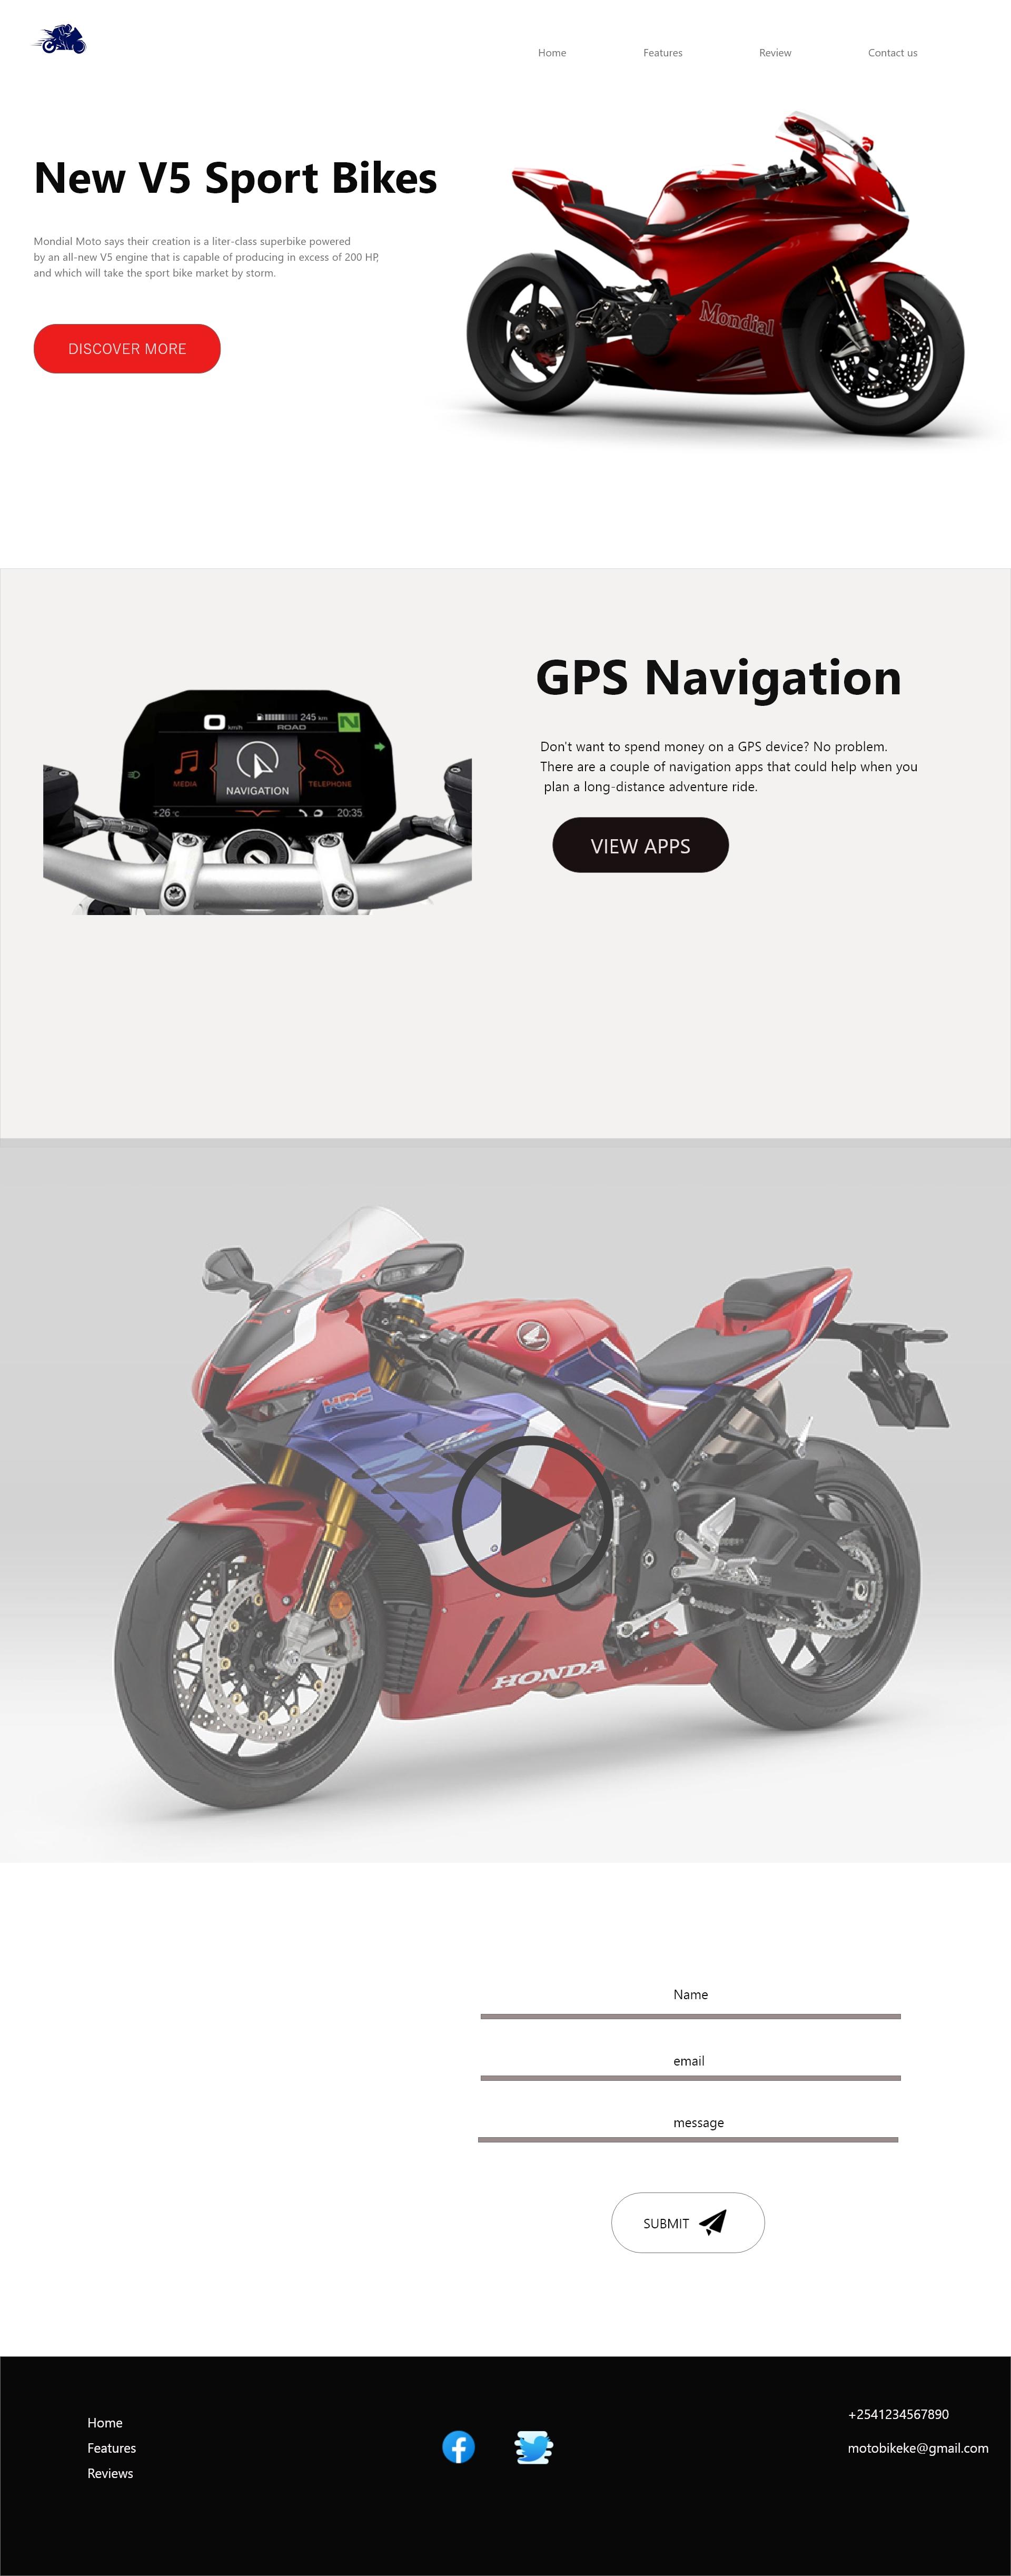 Home Features Review Contact us
New V5 Sport Bikes
Mondial Moto says their creation is a liter-class superbike powered
by an all-new V5 engine that is capable of producing in excess of 200 HP,
and which will take the sport bike market by storm.
DISCOVER MORE
Mondial
GPS Navigation
Don't want to spend money on a GPS device? No problem.
There are a couple of navigation apps that could help when you
plan a long-distance adventure ride.
VIEW APPS
0 km/h 245 km N
ROAD
MEDIA NAVIGATION TELEPHONE
+26 °C 20:35
HRC
HONDA
Name
email
message
SUBMIT
Home
Features
Reviews
+2541234567890
motobikeke@gmail.com